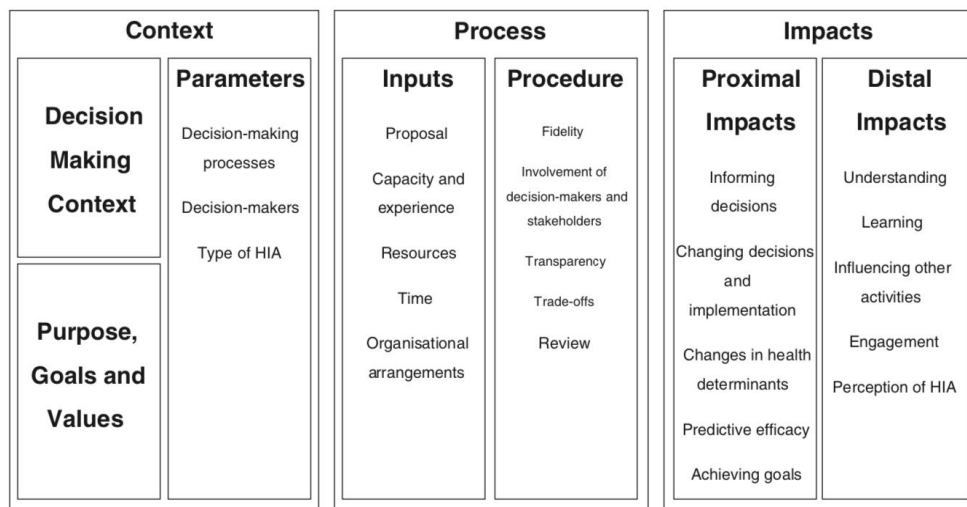 Context
Decision
Making
Context
Purpose,
Goals and
Values
Parameters
Decision-making
processes
Decision-makers
Type of HIA
Process
Inputs
Proposal
Capacity and
experience
Resources
Time
Organisational
arrangements
Procedure
Fidelity
Involvement of
decision-makers and
stakeholders
Transparency
Trade-offs
Review
Impacts
Proximal
Impacts
Informing
decisions
Changing decisions
and
implementation
Changes in health
determinants
Predictive efficacy
Achieving goals
Distal
Impacts
Understanding
Learning
Influencing other
activities
Engagement
Perception of HIA